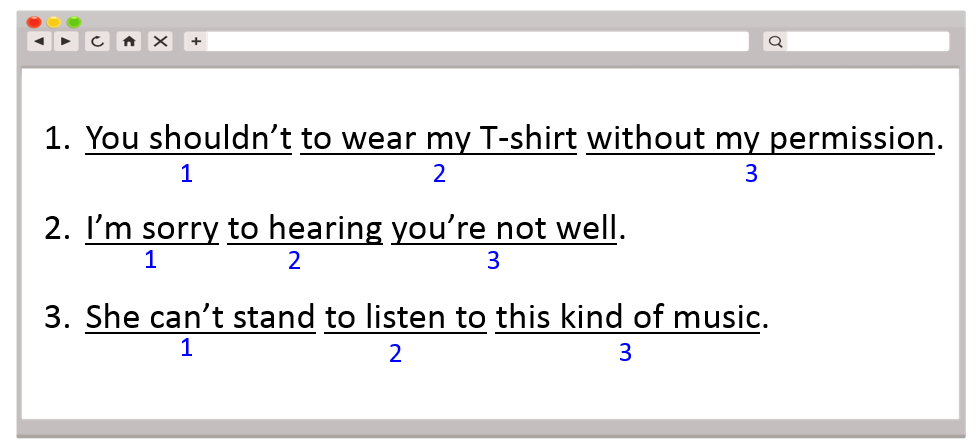 1. You shouldn't to wear my T-shirt without my permission.
1 2 3
2. I'm sorry to hearing you're not well.
1 2 3
3. She can't stand to listen to this kind of music.
1 2 3